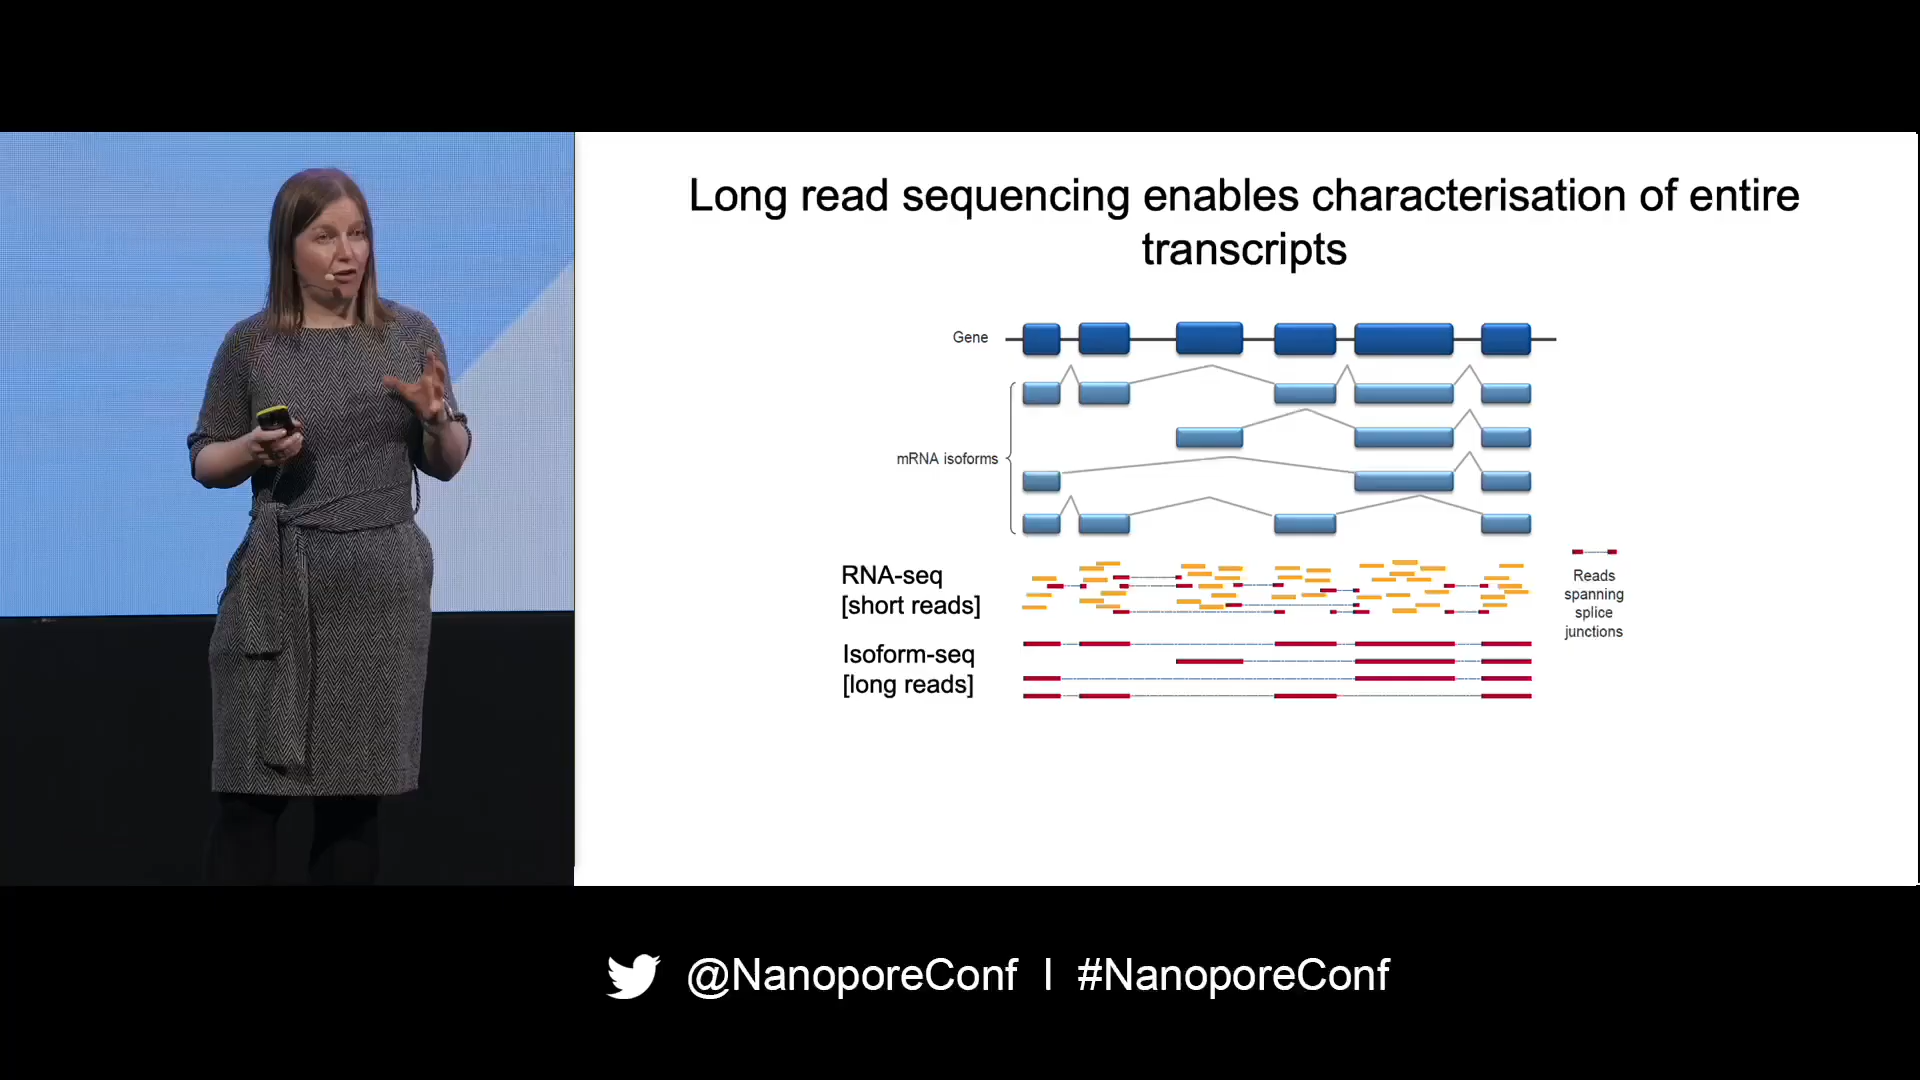 Long read sequencing enables characterisation of entire
transcripts
Gene
mRNA isoforms
RNA-seq
[short reads]
Reads
spanning
splice
junctions
Isoform-seq
[long reads]
@NanoporeConf I #NanoporeConf